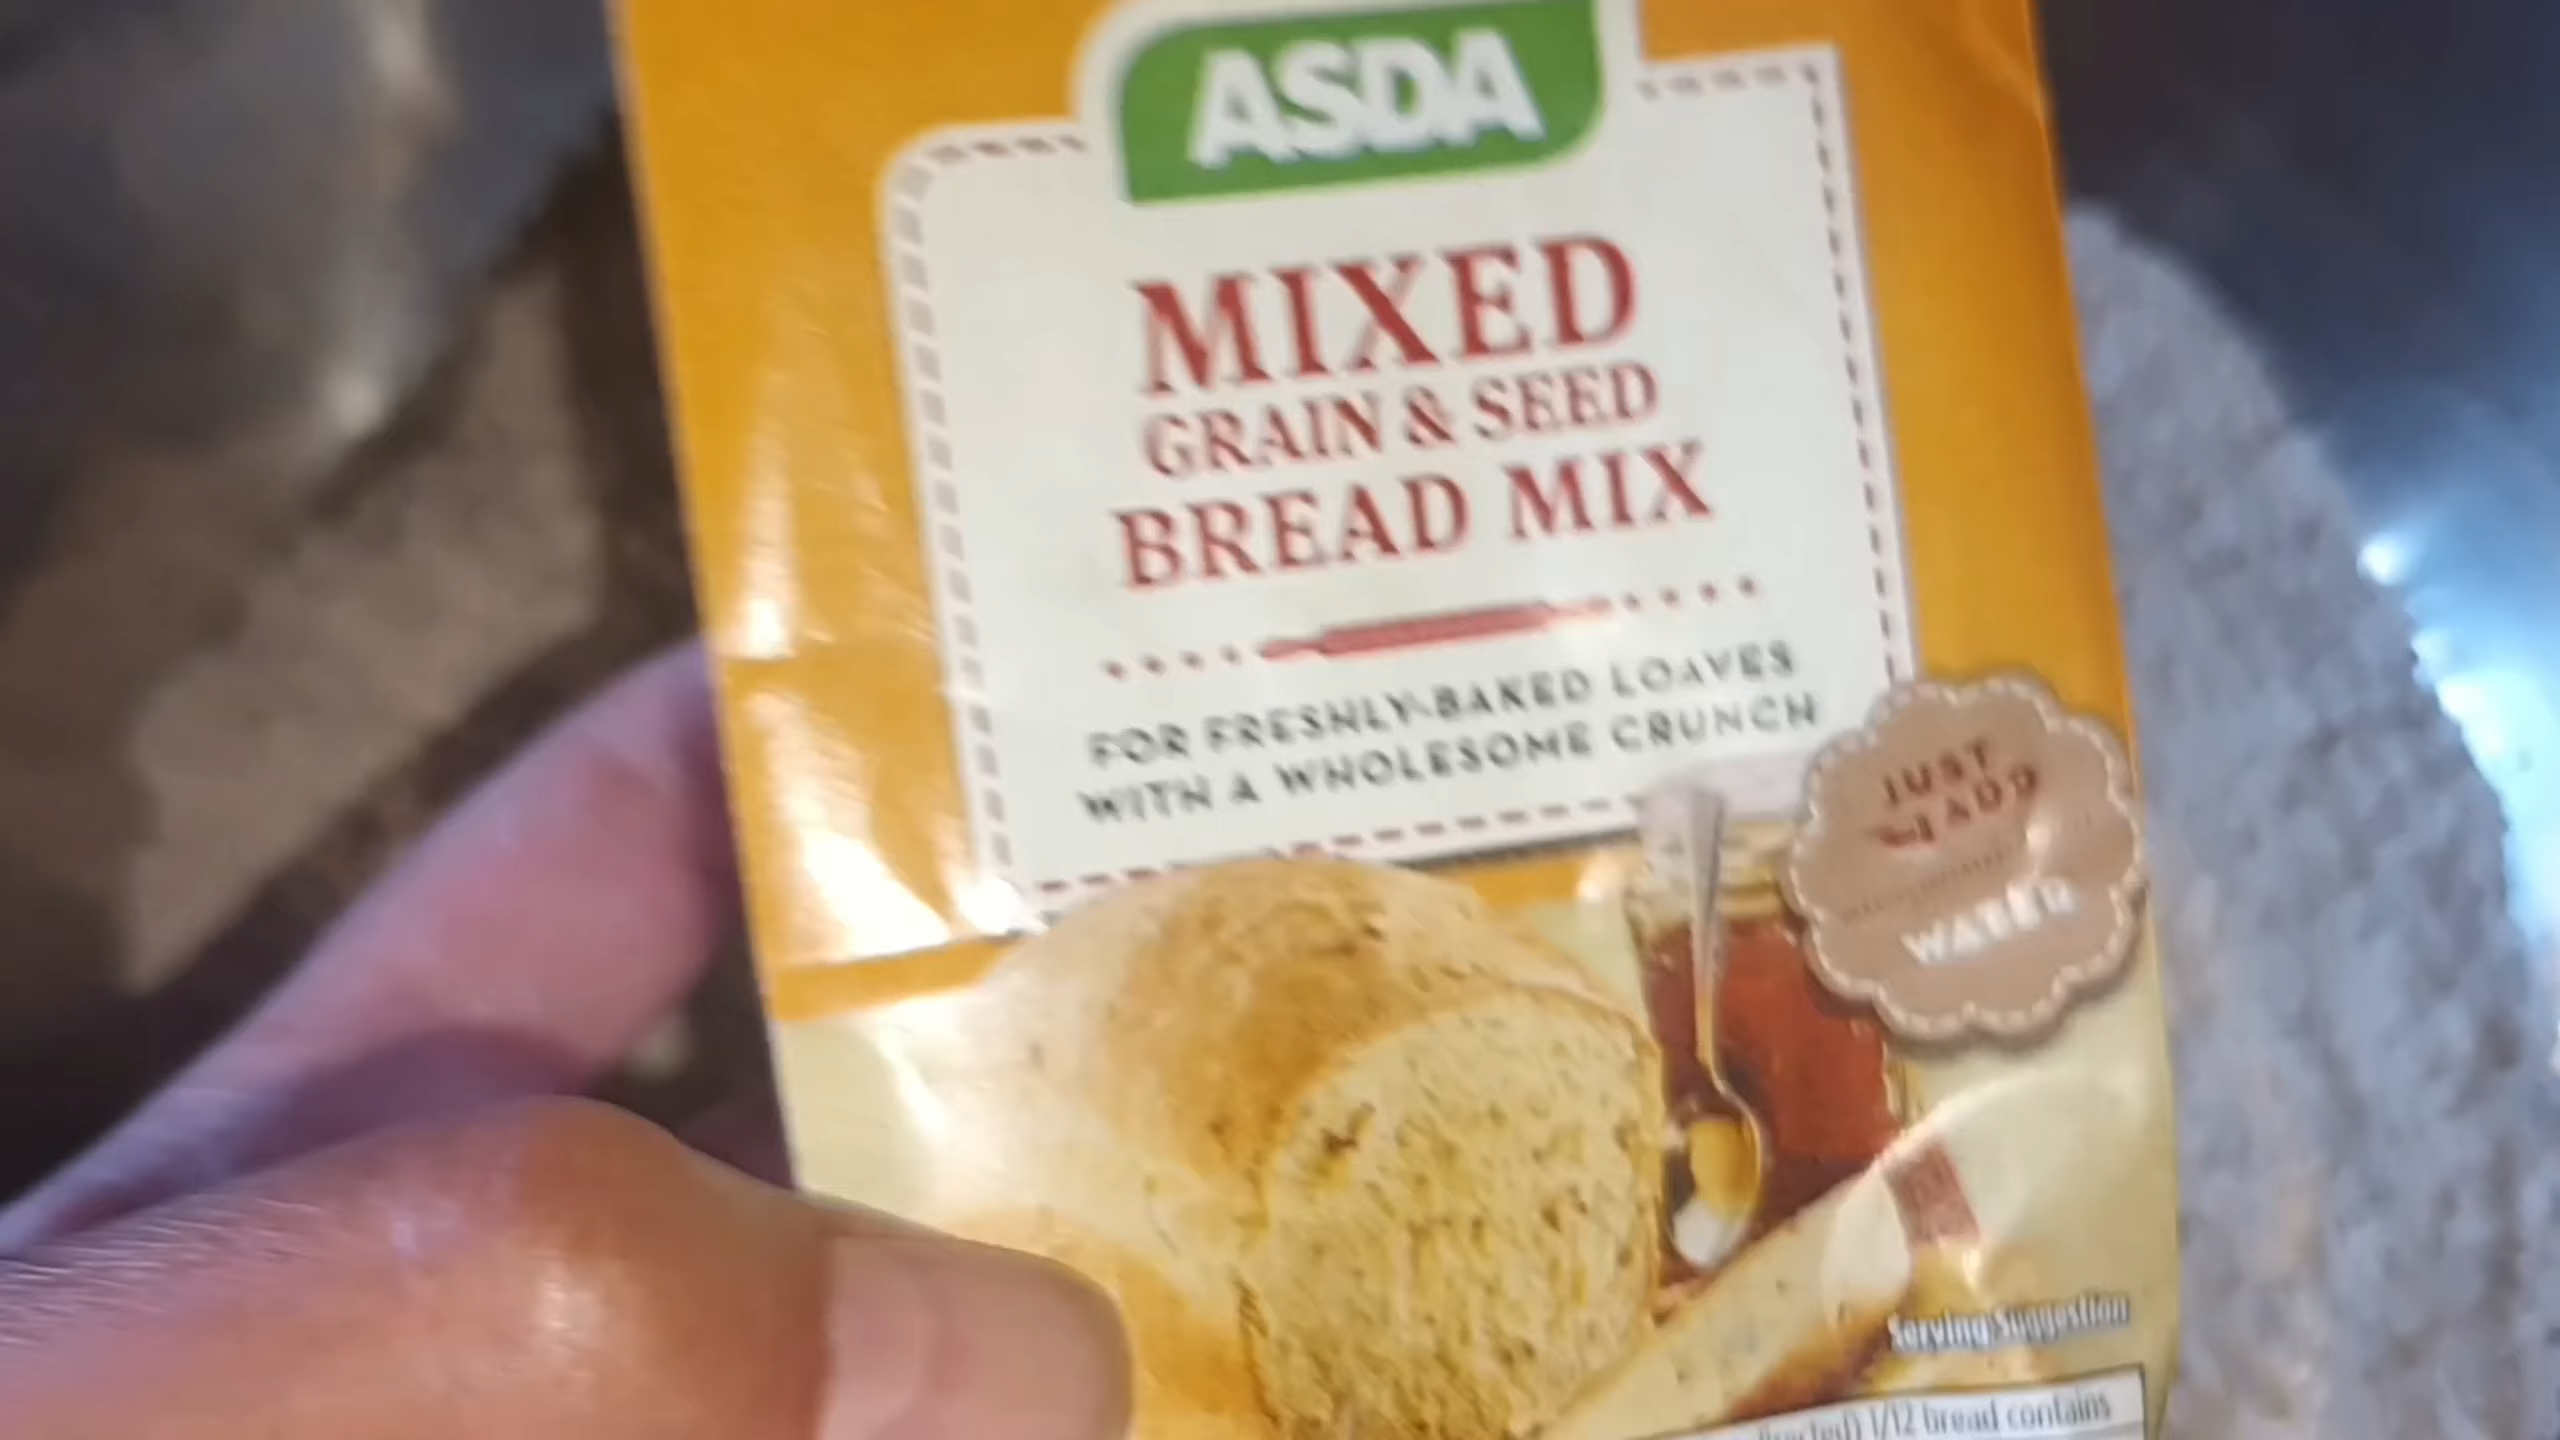 ASDA
MIXED
GRAIN & SEED
BREAD MIX
FOR FRESHLY-BAKED LOAVES
WITH A WHOLESOME CRUNCH
JUST
ADD
WATER
Serving Suggestion
1/12 bread contains